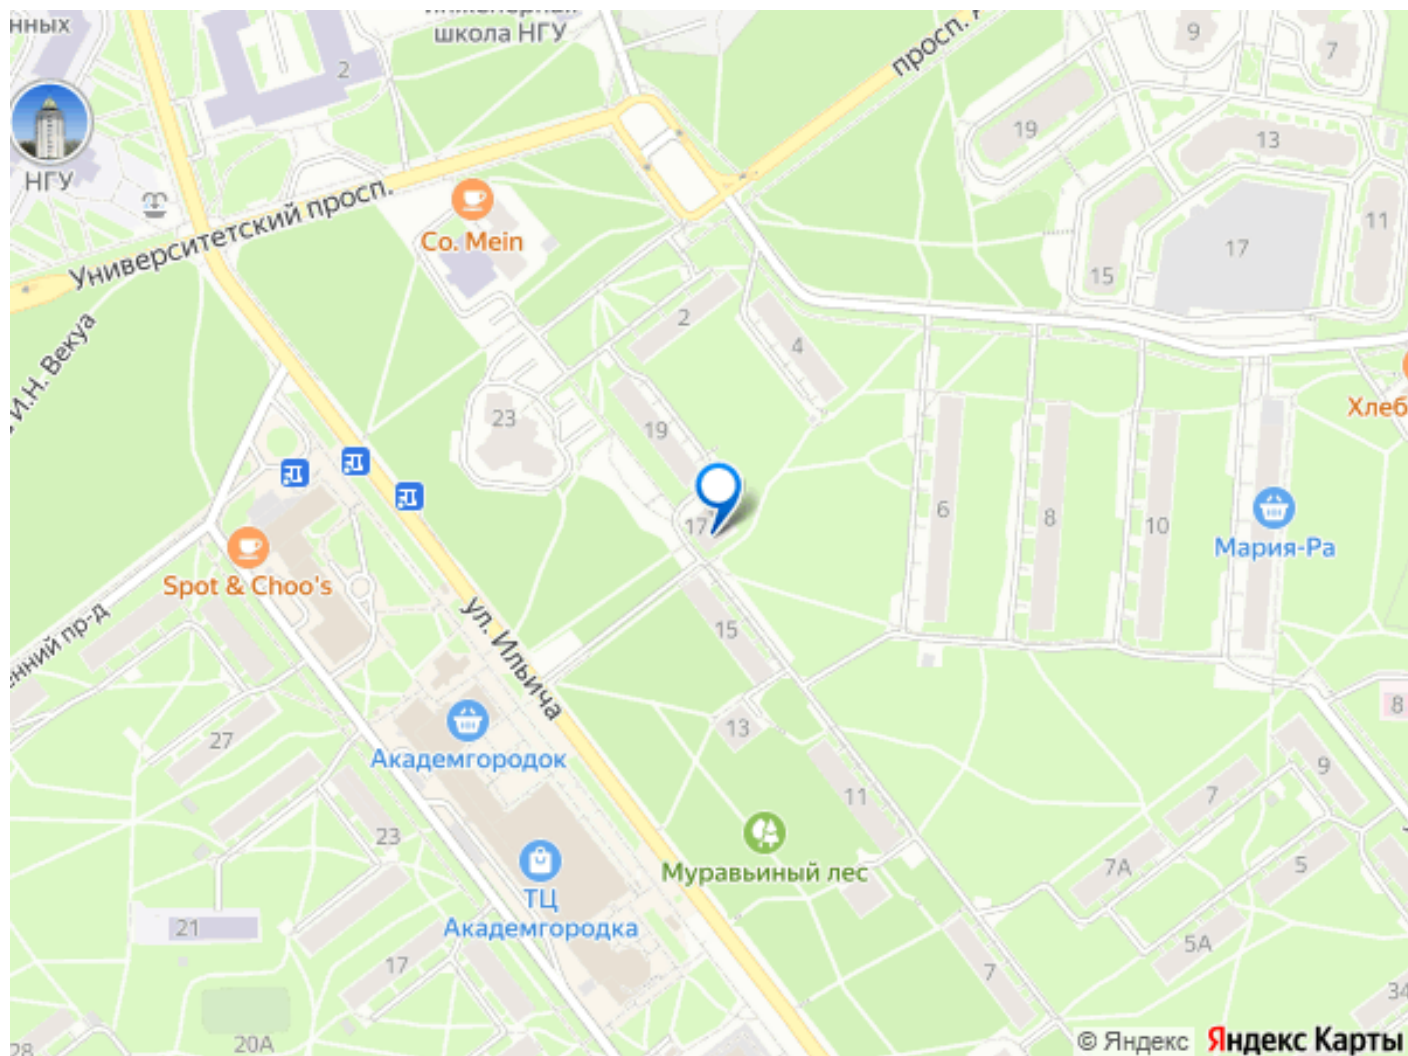 нных
школа НГУ
2
просп.
9
7
19
13
НГУ
Университетский просп.
Co. Mein
11
17
15
И.Н. Векуа
2
4
23
19
Хлеб
17
6
8
10
Мария-Ра
Spot & Choo's
енний пр-д
ул. Ильича
15
13
8
27
Академгородок
9
11
7
23
Муравьиный лес
7А
5
ТЦ
Академгородка
21
5А
17
7
34
20А
28
© Яндекс Яндекс Карты